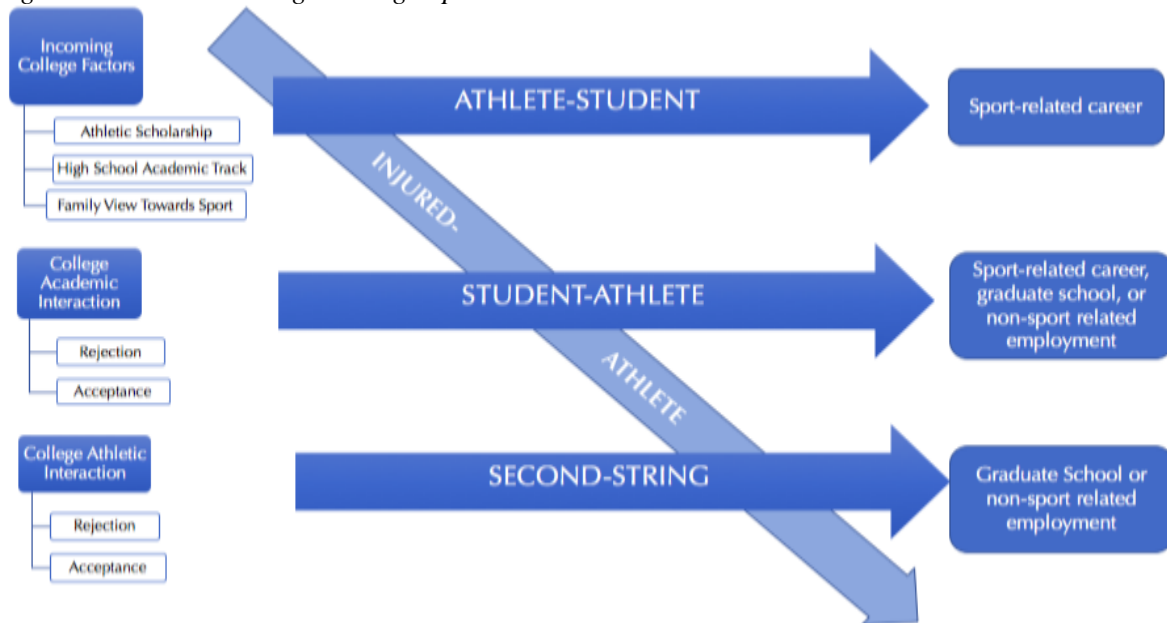 Incoming
College Factors
Athletic Scholarship
High School Academic Track
Family View Towards Sport
College
Academic
Interaction
Rejection
Acceptance
College Athletic
Interaction
Rejection
Acceptance
ATHLETE-STUDENT
INJURED-
STUDENT-ATHLETE
ATHLETE
SECOND-STRING
Sport-related career
Sport-related career,
graduate school, or
non-sport related
employment
Graduate School or
non-sport related
employment